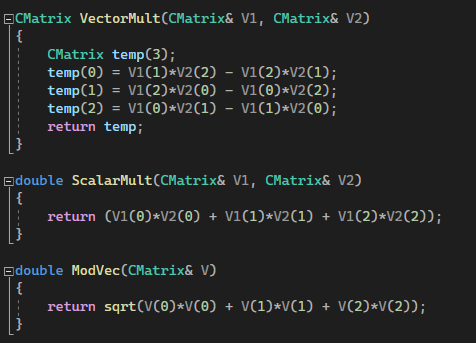 CMatrix VectorMult(CMatrix& V1, CMatrix& V2)
{
    CMatrix temp(3);
    temp(0) = V1(1)*V2(2) - V1(2)*V2(1);
    temp(1) = V1(2)*V2(0) - V1(0)*V2(2);
    temp(2) = V1(0)*V2(1) - V1(1)*V2(0);
    return temp;
}

double ScalarMult(CMatrix& V1, CMatrix& V2)
{
    return (V1(0)*V2(0) + V1(1)*V2(1) + V1(2)*V2(2));
}

double ModVec(CMatrix& V)
{
    return sqrt(V(0)*V(0) + V(1)*V(1) + V(2)*V(2));
}